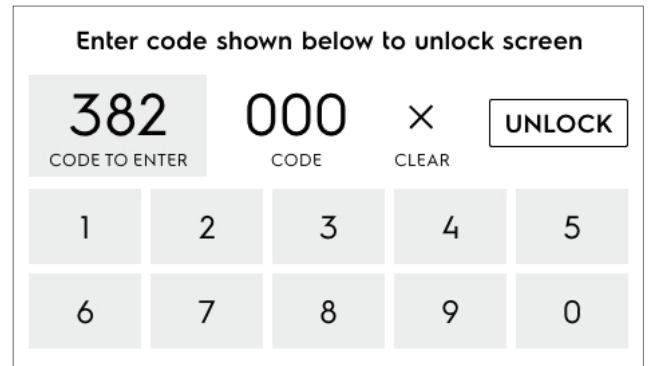 Enter code shown below to unlock screen
382 000 × UNLOCK
CODE TO ENTER CODE CLEAR
1 2 3 4 5
6 7 8 9 0